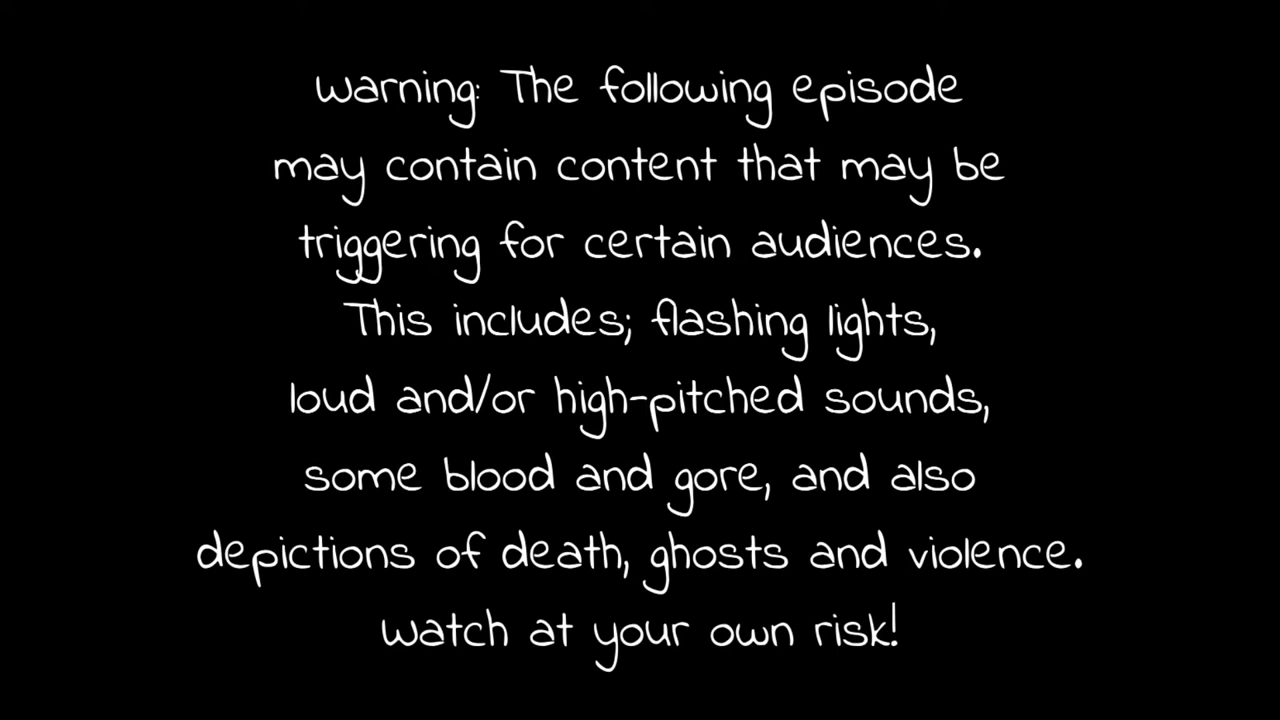 Warning: The following episode
may contain content that may be
triggering for certain audiences.
This includes; flashing lights,
loud and/or high-pitched sounds,
some blood and gore, and also
depictions of death, ghosts and violence.
Watch at your own risk!